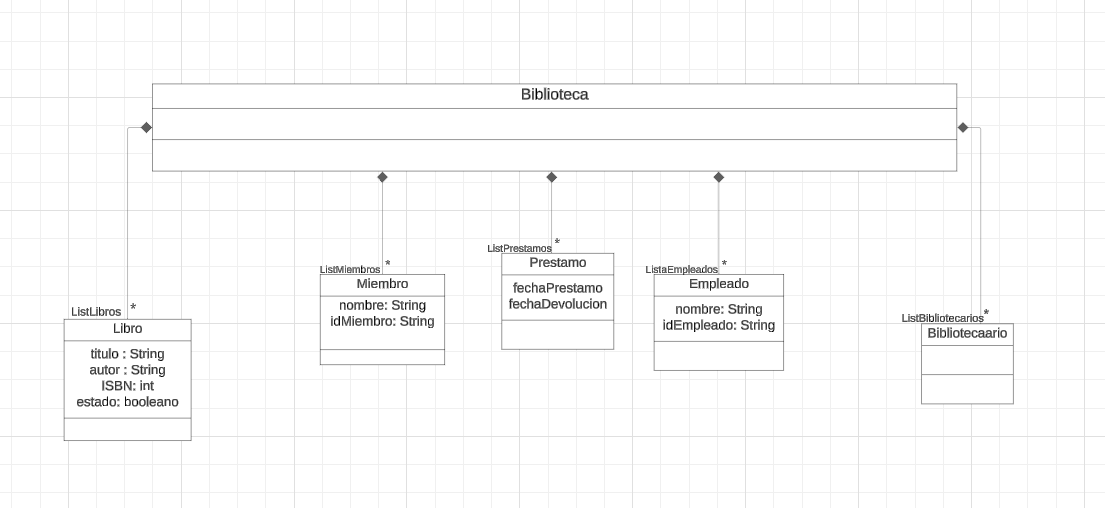 Biblioteca
ListLibros *
Libro
titulo : String
autor : String
ISBN: int
estado: booleano
ListMiembros *
Miembro
nombre: String
idMiembro: String
ListPrestamos *
Prestamo
fechaPrestamo
fechaDevolucion
ListaEmpleados *
Empleado
nombre: String
idEmpleado: String
ListBibliotecarios *
Bibliotecaario